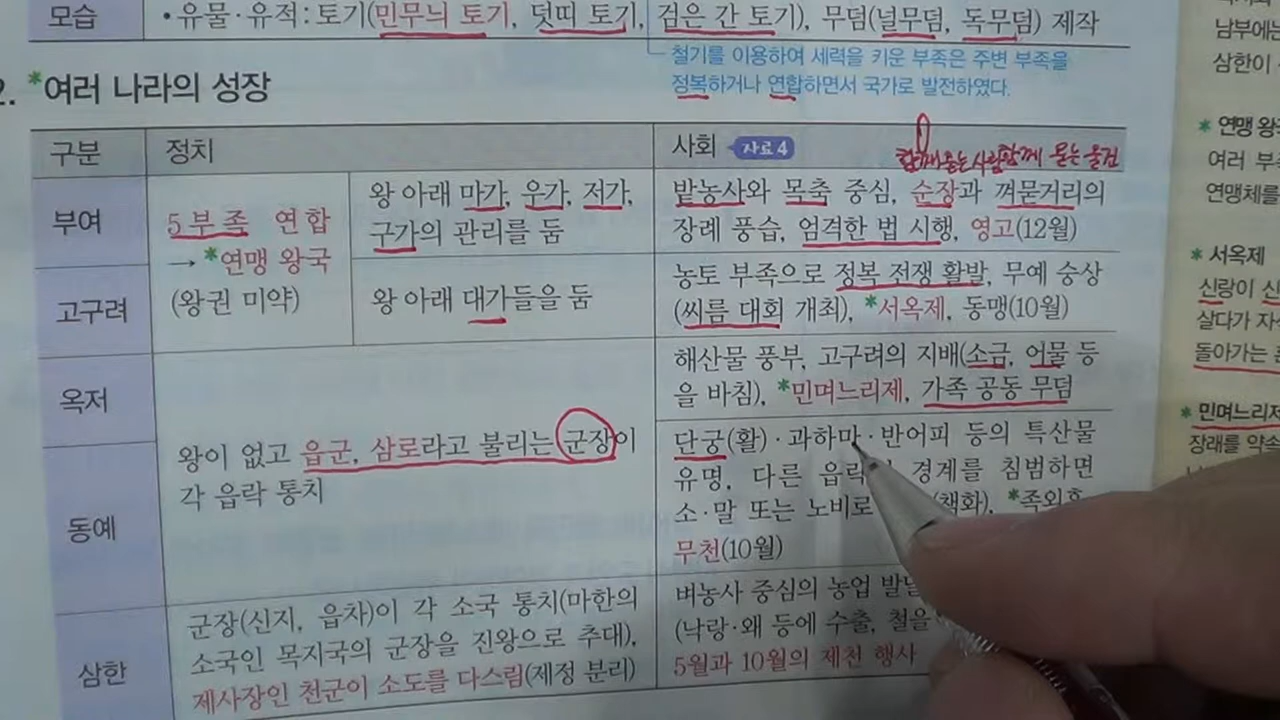 모습
• 유물·유적: 토기(민무늬 토기, 덧띠 토기, 검은 간 토기), 무덤(널무덤, 독무덤) 제작
철기를 이용하여 세력을 키운 부족은 주변 부족을
정복하거나 연합하면서 국가로 발전하였다.
2. *여러 나라의 성장
구분
정치
사회 자료4
함께 묻는 물건
부여
5부족 연합
→ *연맹 왕국
(왕권 미약)
왕 아래 마가, 우가, 저가,
구가의 관리를 둠
밭농사와 목축 중심, 순장과 껴묻거리의
장례 풍습, 엄격한 법 시행, 영고(12월)
고구려
왕 아래 대가들을 둠
농토 부족으로 정복 전쟁 활발, 무예 숭상
(씨름 대회 개최), *서옥제, 동맹(10월)
옥저
왕이 없고 읍군, 삼로라고 불리는 군장이
각 읍락 통치
해산물 풍부, 고구려의 지배(소금, 어물 등
을 바침), *민며느리제, 가족 공동 무덤
동예
단궁(활)·과하마·반어피 등의 특산물
유명, 다른 읍락 경계를 침범하면
소·말 또는 노비로 (책화), *족외혼
무천(10월)
삼한
군장(신지, 읍차)이 각 소국 통치(마한의
소국인 목지국의 군장을 진왕으로 추대),
제사장인 천군이 소도를 다스림(제정 분리)
벼농사 중심의 농업 발달
(낙랑·왜 등에 수출, 철을
5월과 10월의 제천 행사
남부에는
삼한이
* 연맹 왕국
여러 부
연맹체를
* 서옥제
신랑이 신
살다가 자식
돌아가는
* 민며느리제
장래를 약속